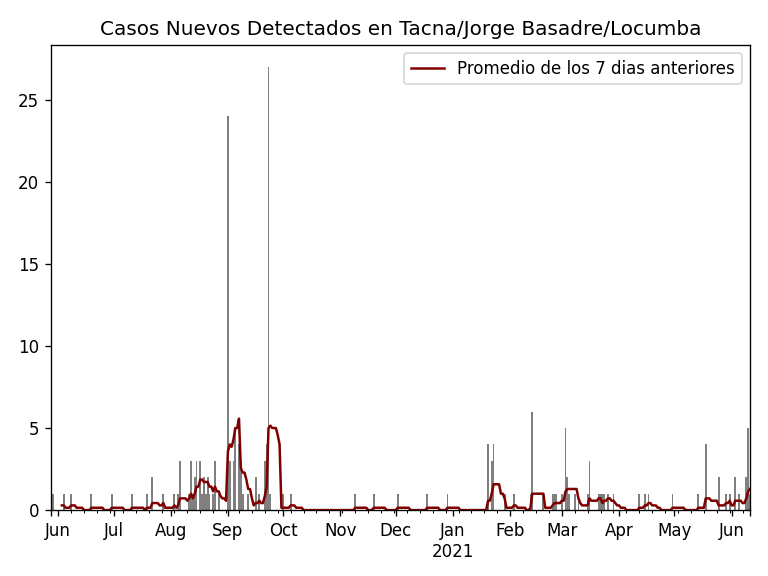 Casos Nuevos Detectados en Tacna/Jorge Basadre/Locumba
Promedio de los 7 dias anteriores
25
20
15
10
5
0
Jun Jul Aug Sep Oct Nov Dec Jan Feb Mar Apr May Jun
2021